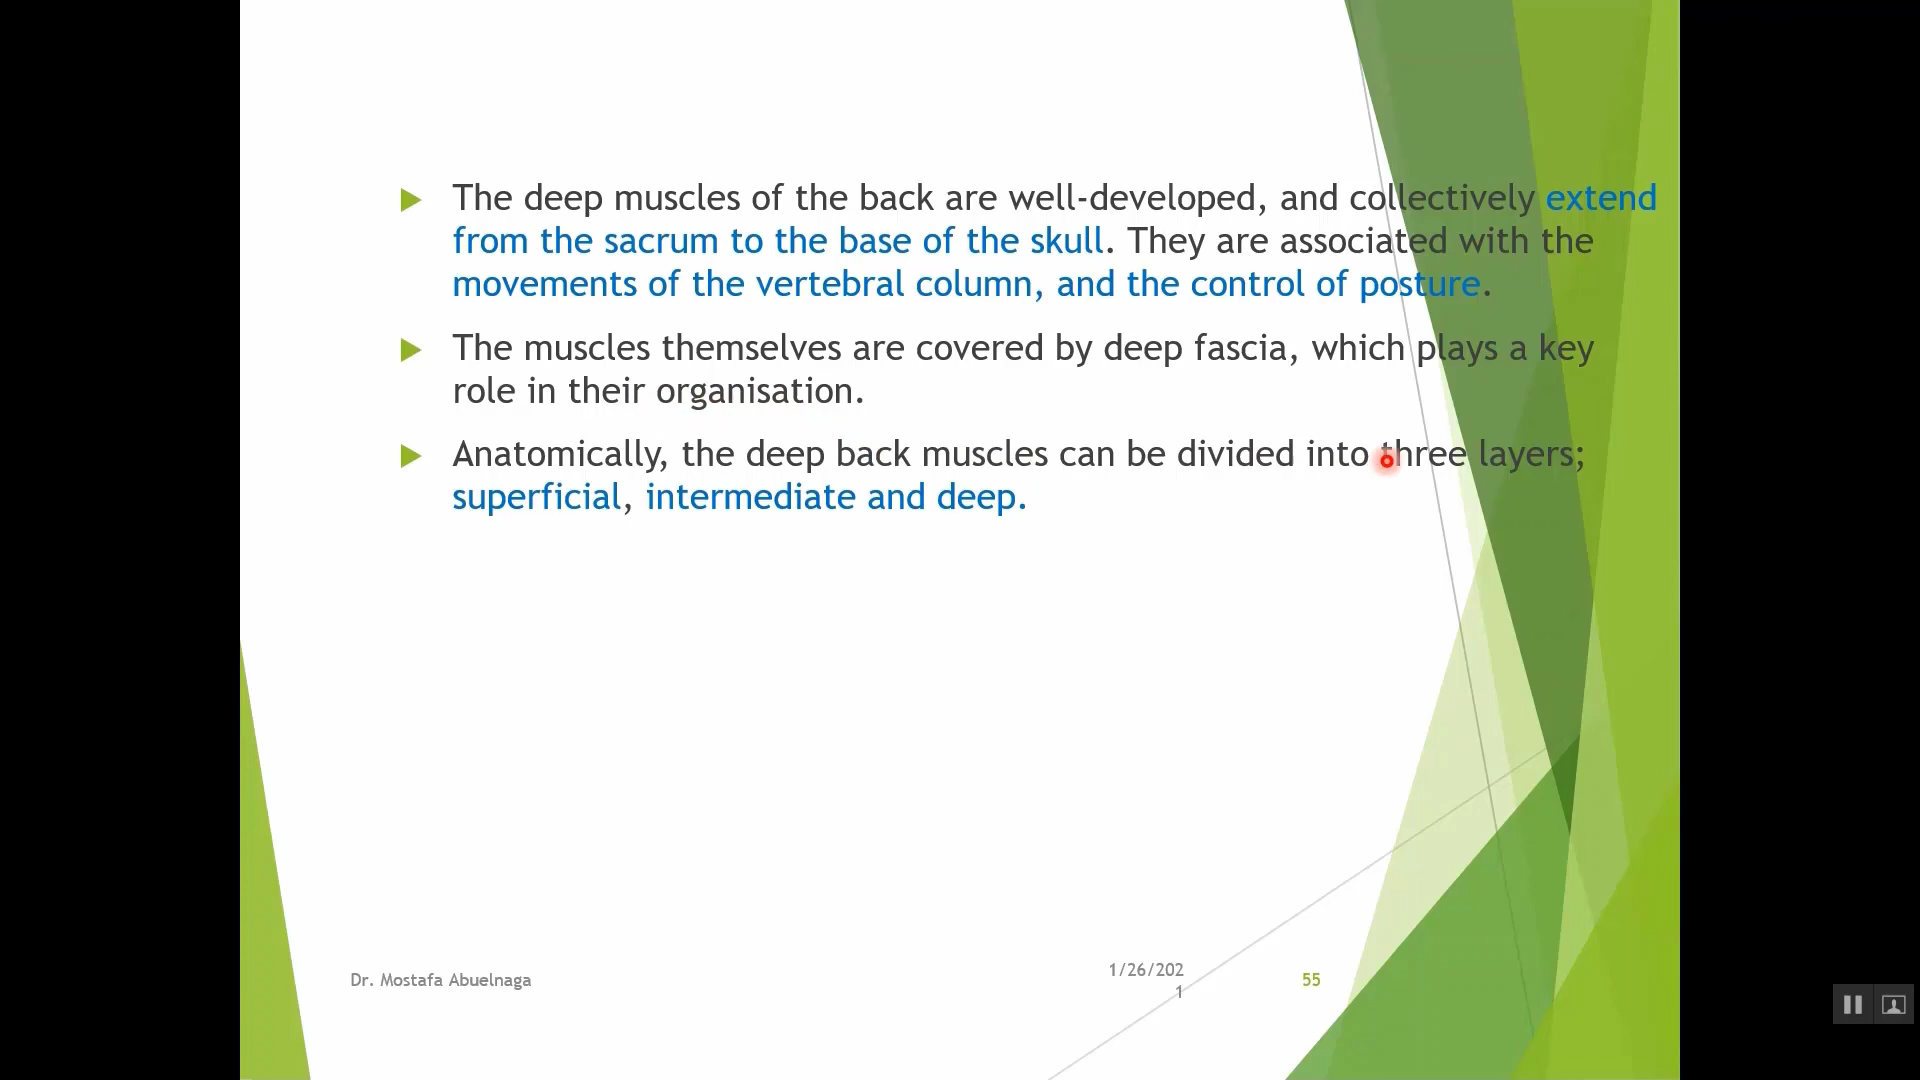 The deep muscles of the back are well-developed, and collectively extend
from the sacrum to the base of the skull. They are associated with the
movements of the vertebral column, and the control of posture.
The muscles themselves are covered by deep fascia, which plays a key
role in their organisation.
Anatomically, the deep back muscles can be divided into three layers;
superficial, intermediate and deep.
Dr. Mostafa Abuelnaga
1/26/202
1
55